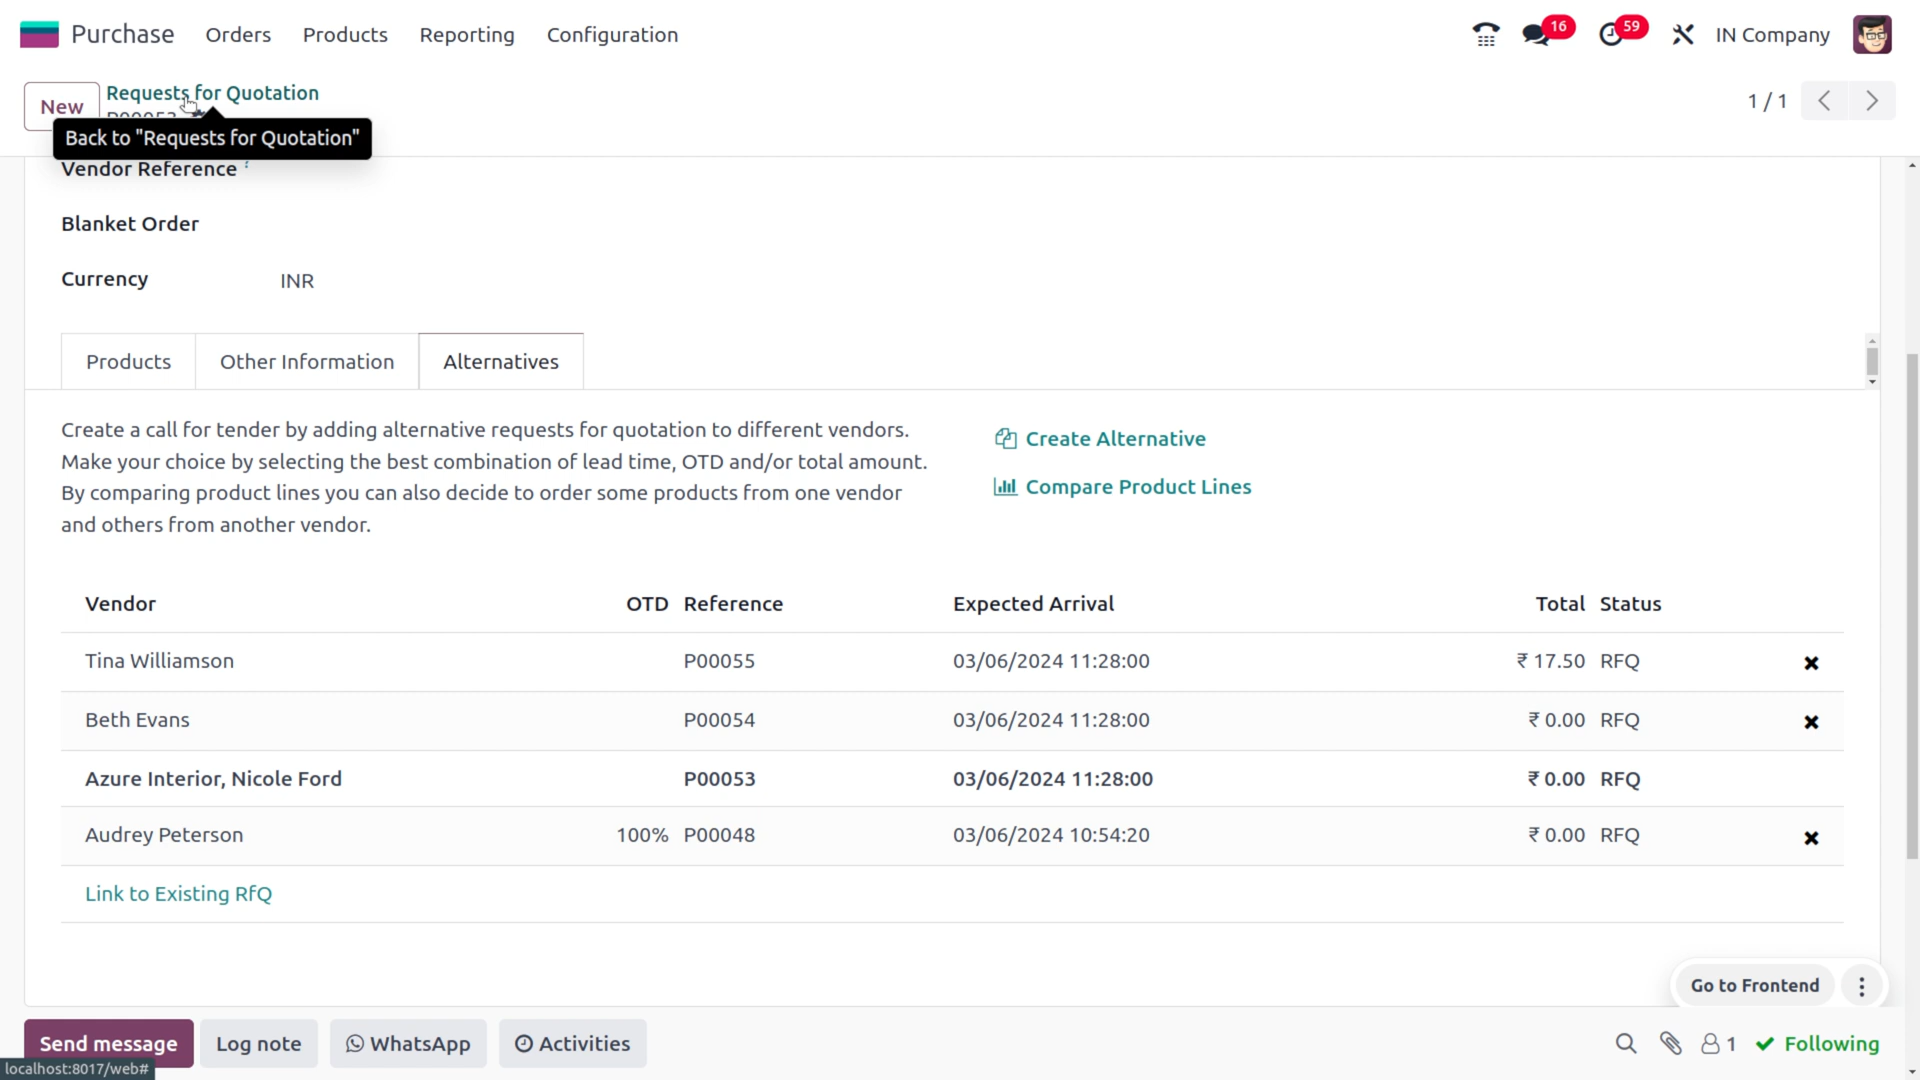 Purchase Orders Products Reporting Configuration 16 59 IN Company
New Requests for Quotation 1 / 1
P00053
Back to "Requests for Quotation"
Vendor Reference ?
Blanket Order
Currency INR
Products Other Information Alternatives
Create a call for tender by adding alternative requests for quotation to different vendors.
Make your choice by selecting the best combination of lead time, OTD and/or total amount.
By comparing product lines you can also decide to order some products from one vendor
and others from another vendor.
Create Alternative
Compare Product Lines
Vendor OTD Reference Expected Arrival Total Status
Tina Williamson P00055 03/06/2024 11:28:00 ₹ 17.50 RFQ
Beth Evans P00054 03/06/2024 11:28:00 ₹ 0.00 RFQ
Azure Interior, Nicole Ford P00053 03/06/2024 11:28:00 ₹ 0.00 RFQ
Audrey Peterson 100% P00048 03/06/2024 10:54:20 ₹ 0.00 RFQ
Link to Existing RfQ
Go to Frontend
Send message Log note WhatsApp Activities 1 Following
localhost:8017/web#